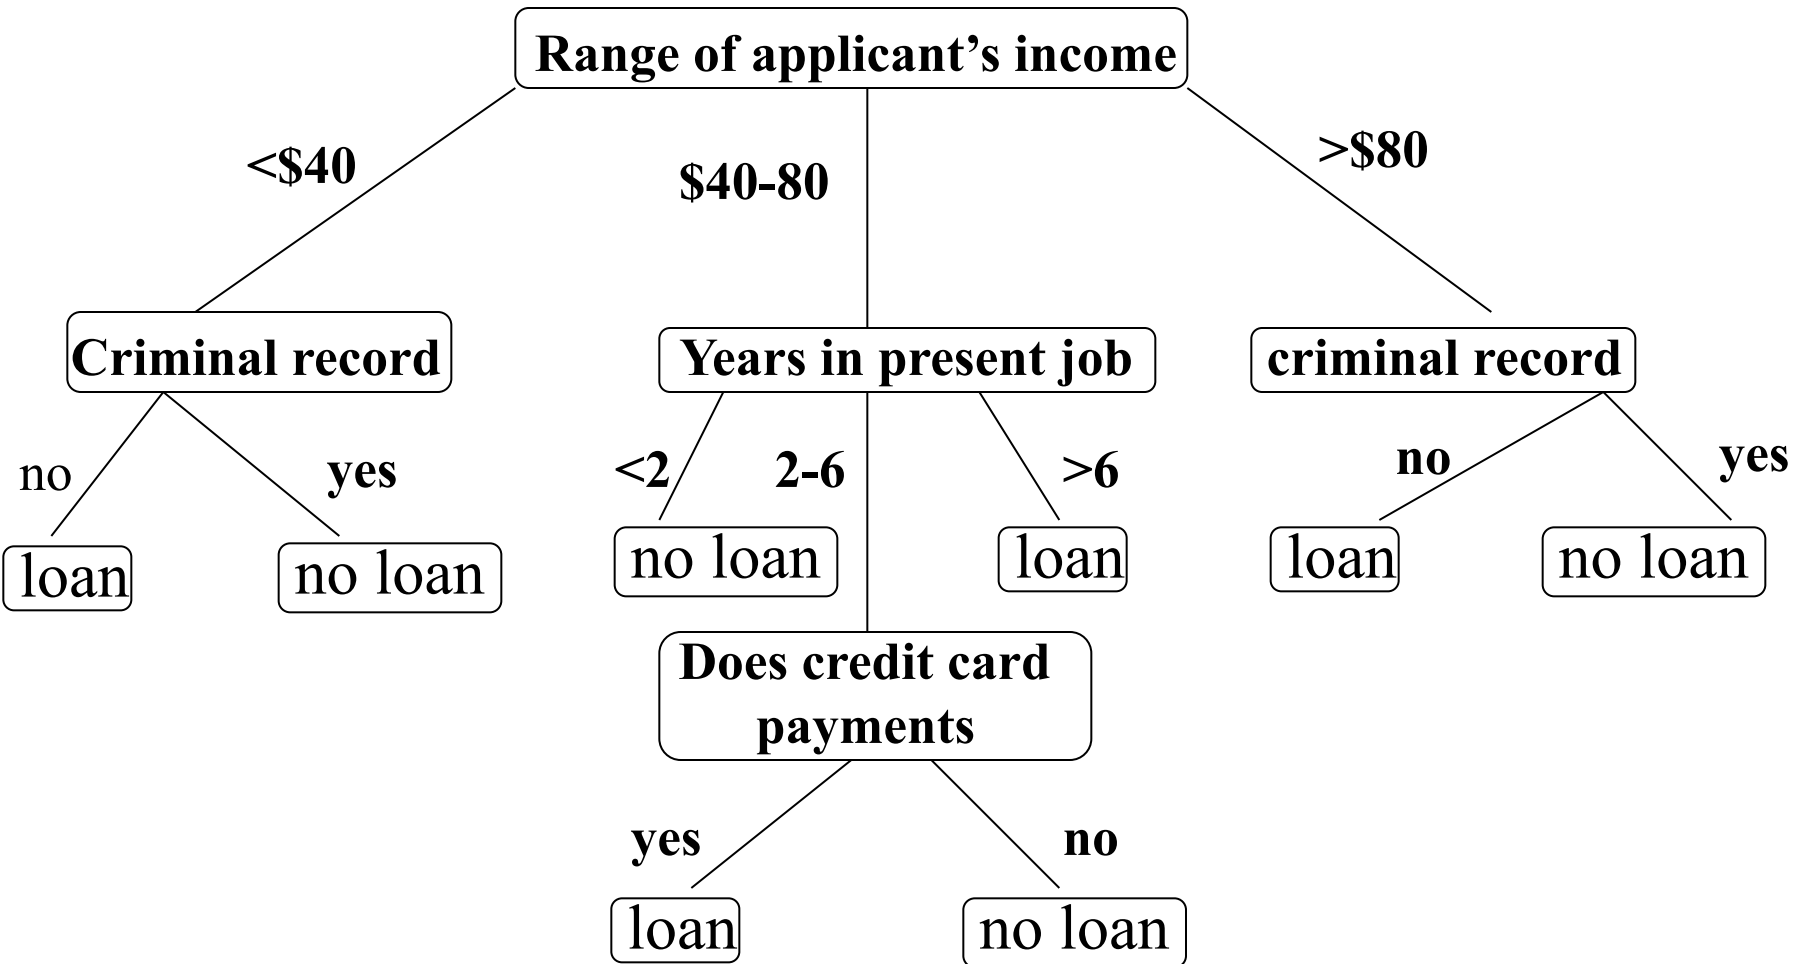 Range of applicant’s income
<$40
$40-80
>$80
Criminal record
Years in present job
criminal record
no
yes
<2
2-6
>6
no
yes
loan
no loan
no loan
loan
loan
no loan
Does credit card
payments
yes
no
loan
no loan